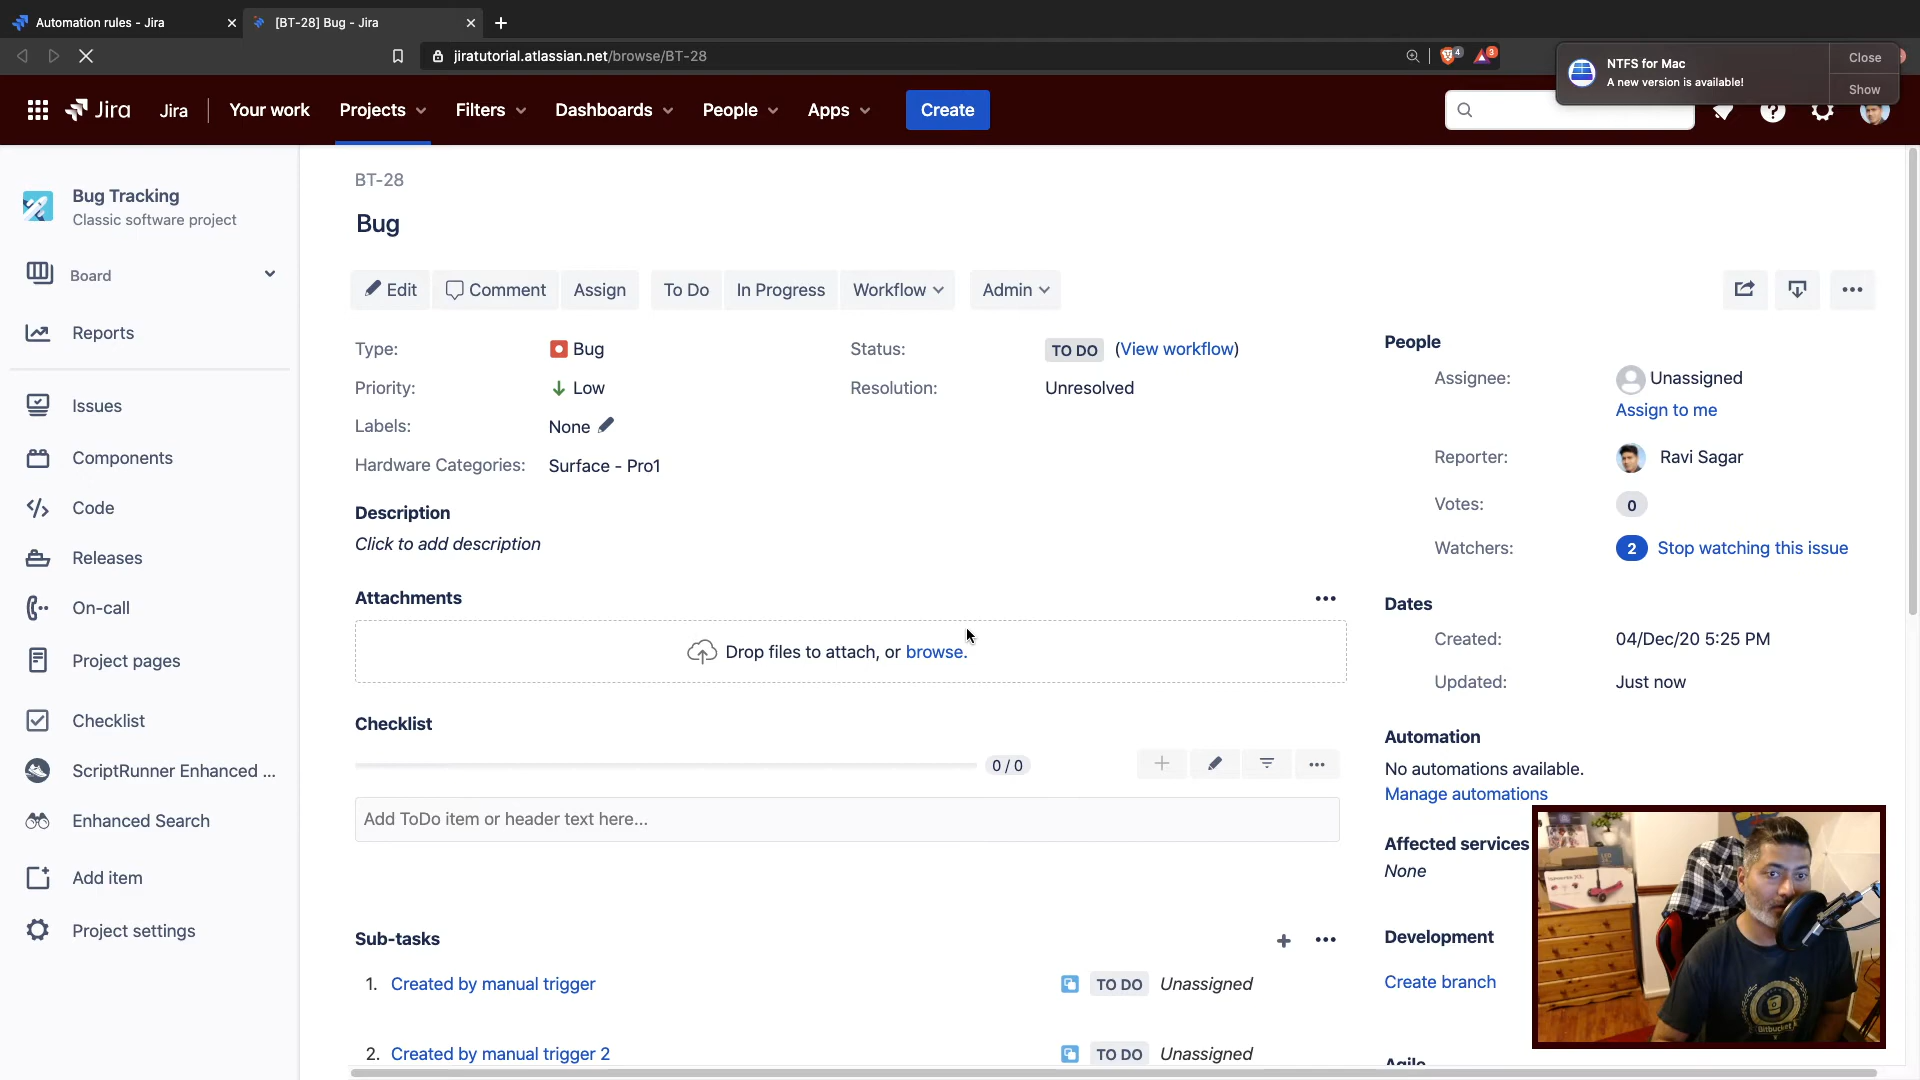 Automation rules - Jira
[BT-28] Bug - Jira
jiratutorial.atlassian.net/browse/BT-28
4
3
NTFS for Mac
A new version is available!
Close
Show
Jira
Jira
Your work
Projects
Filters
Dashboards
People
Apps
Create
Bug Tracking
Classic software project
Board
Reports
Issues
Components
Code
Releases
On-call
Project pages
Checklist
ScriptRunner Enhanced ...
Enhanced Search
Add item
Project settings
BT-28
Bug
Edit
Comment
Assign
To Do
In Progress
Workflow
Admin
Type: Bug
Status: TO DO (View workflow)
Priority: Low
Resolution: Unresolved
Labels: None
Hardware Categories: Surface - Pro1
Description
Click to add description
Attachments
Drop files to attach, or browse.
Checklist
0 / 0
Add ToDo item or header text here...
Sub-tasks
1. Created by manual trigger TO DO Unassigned
2. Created by manual trigger 2 TO DO Unassigned
People
Assignee: Unassigned
Assign to me
Reporter: Ravi Sagar
Votes: 0
Watchers: 2 Stop watching this issue
Dates
Created: 04/Dec/20 5:25 PM
Updated: Just now
Automation
No automations available.
Manage automations
Affected services
None
Development
Create branch
Agile
Bitbucket